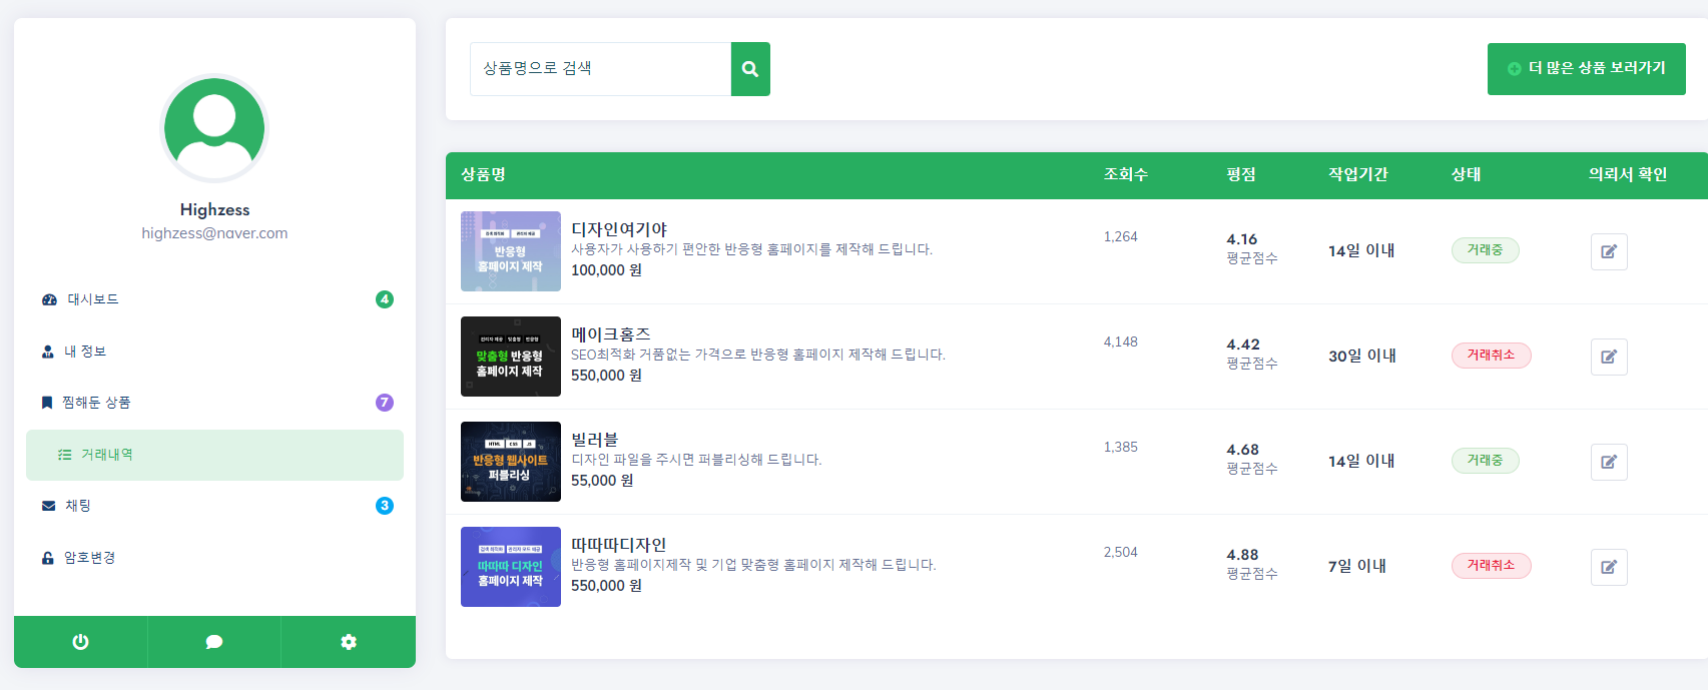 Highzess
highzess@naver.com
대시보드 4
내 정보
찜해둔 상품 7
거래내역
채팅 3
암호변경
상품명으로 검색
더 많은 상품 보러가기
상품명 조회수 평점 작업기간 상태 의뢰서 확인
반응형
홈페이지 제작
디자인여기야
사용자가 사용하기 편안한 반응형 홈페이지를 제작해 드립니다.
100,000 원
1,264
4.16
평균점수
14일 이내
거래중
맞춤형 반응형
홈페이지 제작
메이크홈즈
SEO최적화 거품없는 가격으로 반응형 홈페이지 제작해 드립니다.
550,000 원
4,148
4.42
평균점수
30일 이내
거래취소
HTML CSS JS
반응형 웹사이트
퍼블리싱
빌러블
디자인 파일을 주시면 퍼블리싱해 드립니다.
55,000 원
1,385
4.68
평균점수
14일 이내
거래중
따따따 디자인
홈페이지 제작
따따따디자인
반응형 홈페이지제작 및 기업 맞춤형 홈페이지 제작해 드립니다.
550,000 원
2,504
4.88
평균점수
7일 이내
거래취소